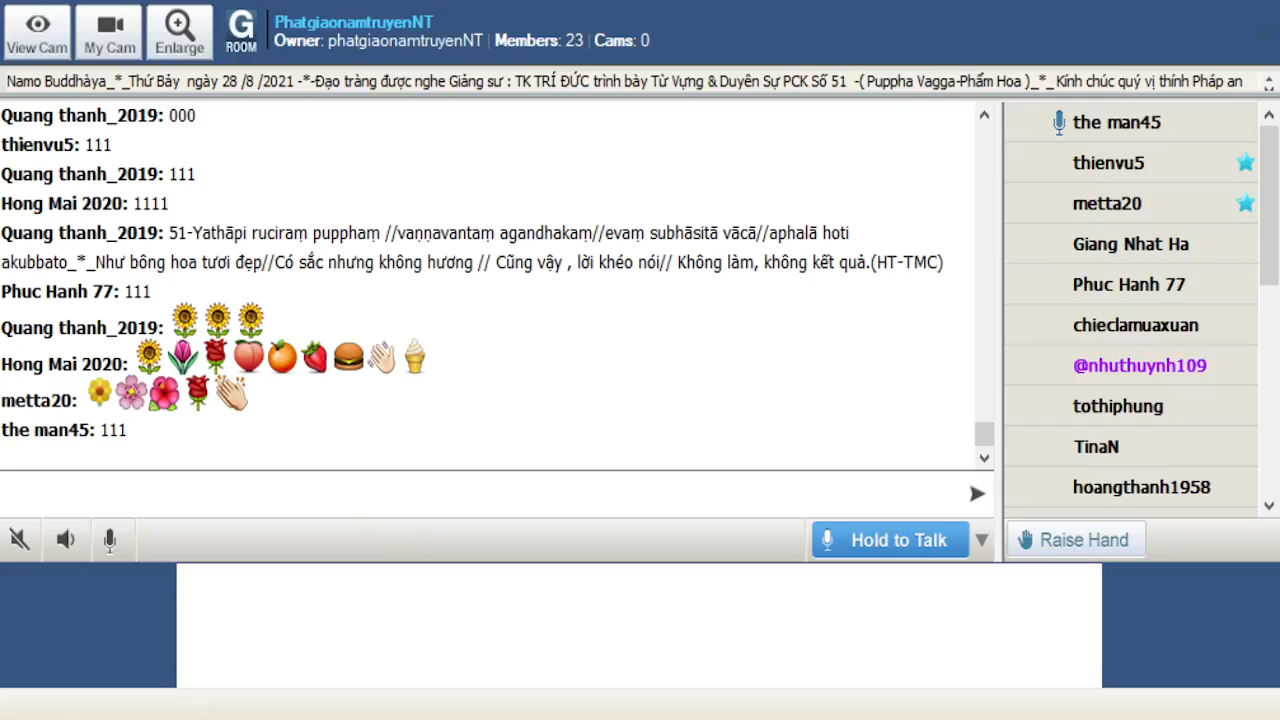 View Cam
My Cam
Enlarge
G
ROOM
PhatgiaonamtruyenNT
Owner: phatgiaonamtruyenNT | Members: 23 | Cams: 0
Namo Buddhàya_*_Thứ Bảy ngày 28 /8 /2021 -*-Đạo tràng được nghe Giảng sư : TK TRÍ ĐỨC trình bày Từ Vựng & Duyên Sự PCK Số 51 -( Puppha Vagga-Phẩm Hoa )_*_ Kính chúc quý vị thính Pháp an
Quang thanh_2019: 000
thienvu5: 111
Quang thanh_2019: 111
Hong Mai 2020: 1111
Quang thanh_2019: 51-Yathāpi ruciraṃ pupphaṃ //vaṇṇavantaṃ agandhakaṃ//evaṃ subhāsitā vācā//aphalā hoti
akubbato_*_Như bông hoa tươi đẹp//Có sắc nhưng không hương // Cũng vậy , lời khéo nói// Không làm, không kết quả.(HT-TMC)
Phuc Hanh 77: 111
Quang thanh_2019:
Hong Mai 2020:
metta20:
the man45: 111
Hold to Talk
the man45
thienvu5
metta20
Giang Nhat Ha
Phuc Hanh 77
chieclamuaxuan
@nhuthuynh109
tothiphung
TinaN
hoangthanh1958
Raise Hand